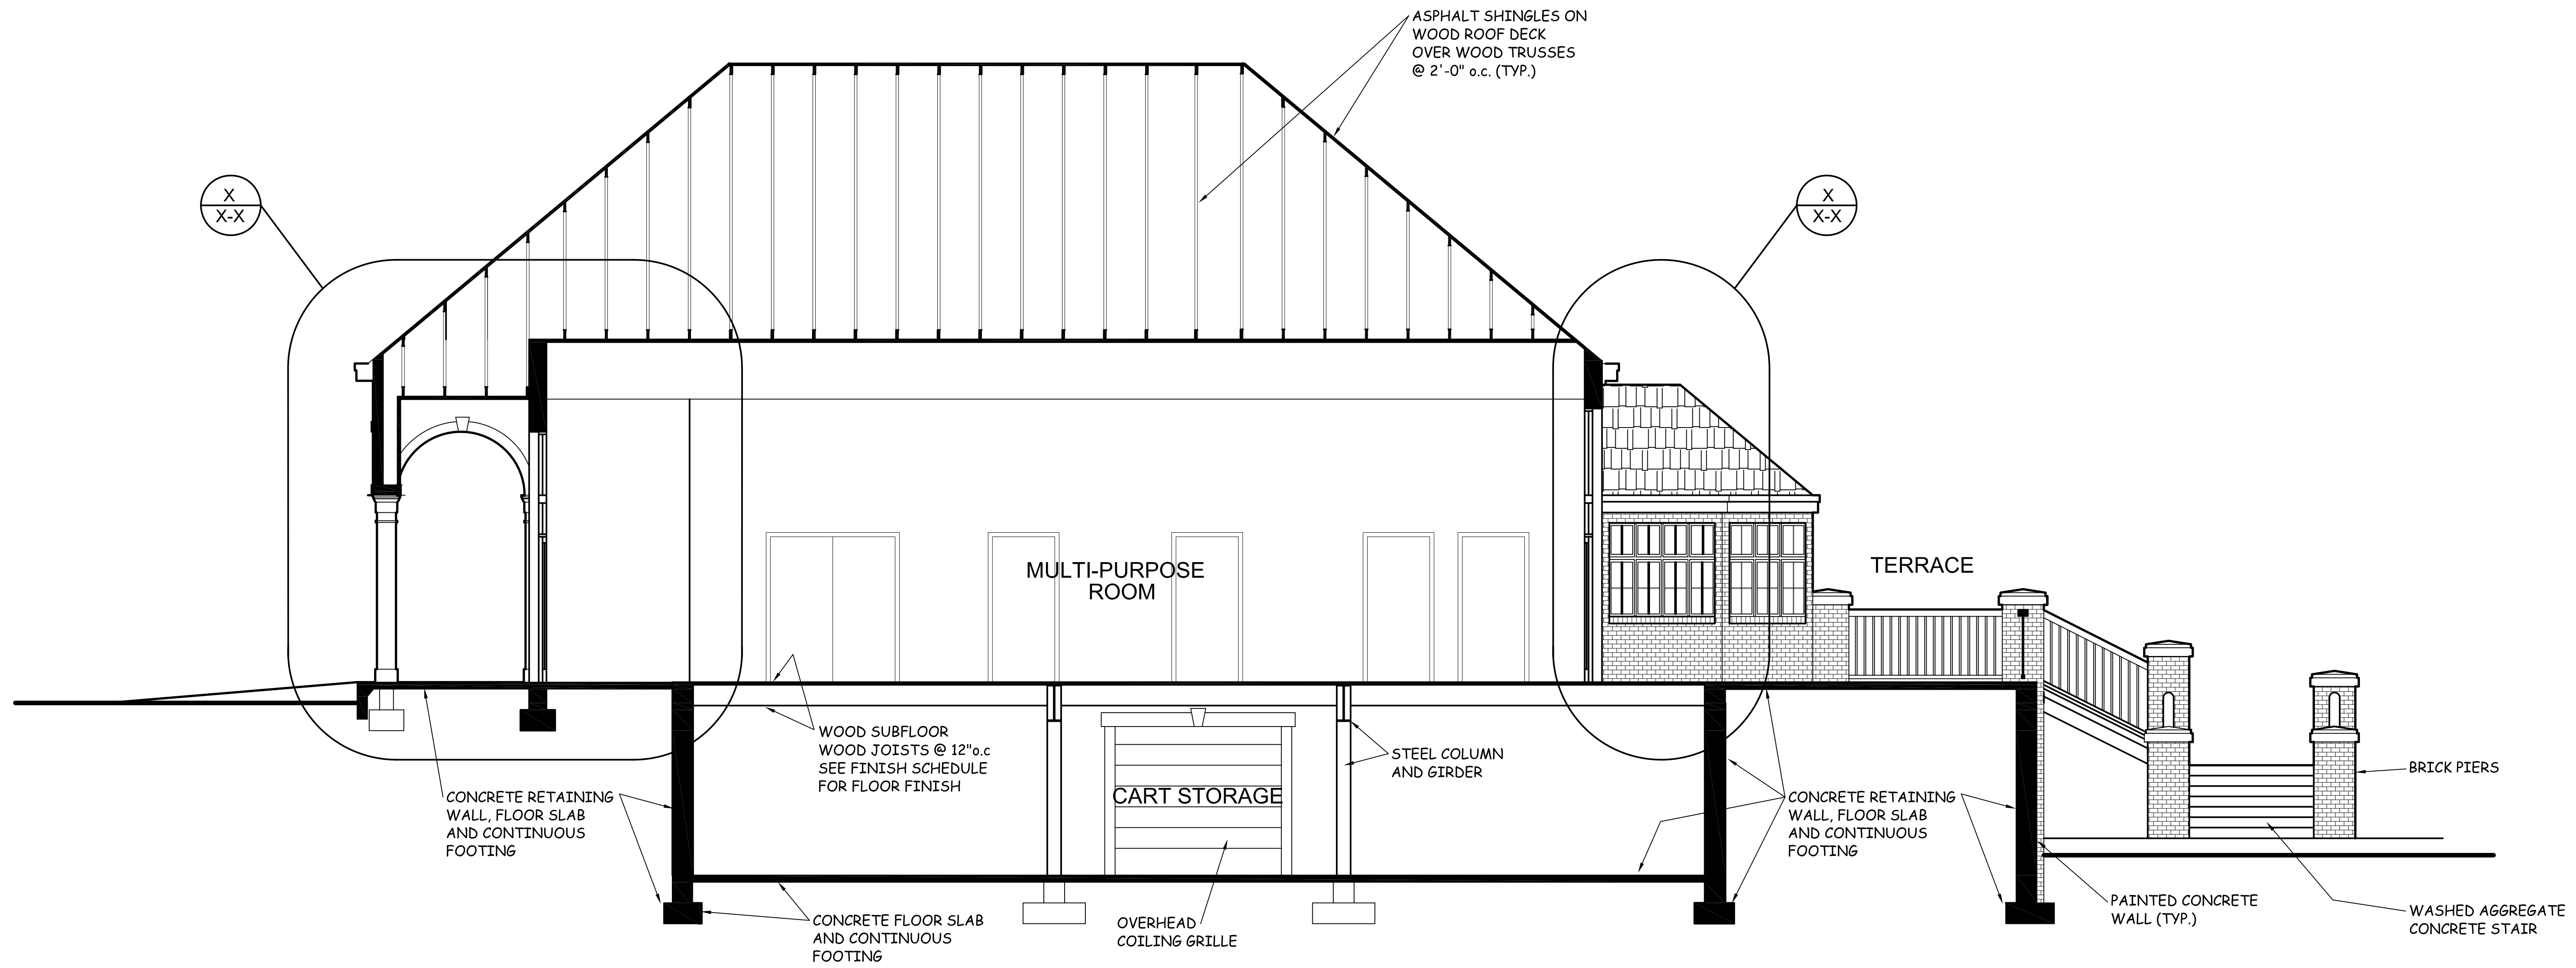 ASPHALT SHINGLES ON
WOOD ROOF DECK
OVER WOOD TRUSSES
@ 2'-0" o.c. (TYP.)
X
X-X
X
X-X
TERRACE
MULTI-PURPOSE
ROOM
WOOD SUBFLOOR
WOOD JOISTS @ 12"o.c
SEE FINISH SCHEDULE
FOR FLOOR FINISH
STEEL COLUMN
AND GIRDER
BRICK PIERS
CART STORAGE
CONCRETE RETAINING
WALL, FLOOR SLAB
AND CONTINUOUS
FOOTING
CONCRETE RETAINING
WALL, FLOOR SLAB
AND CONTINUOUS
FOOTING
CONCRETE FLOOR SLAB
AND CONTINUOUS
FOOTING
OVERHEAD
COILING GRILLE
PAINTED CONCRETE
WALL (TYP.)
WASHED AGGREGATE
CONCRETE STAIR